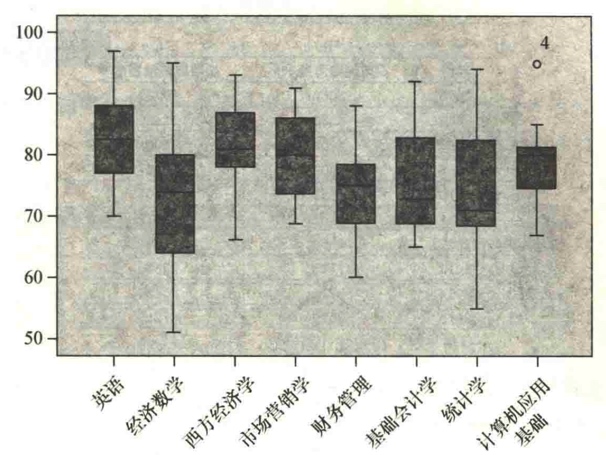 100
90
80
70
60
50
4
英语
经济数学
西方经济学
市场营销学
财务管理
基础会计学
统计学
计算机应用
基础